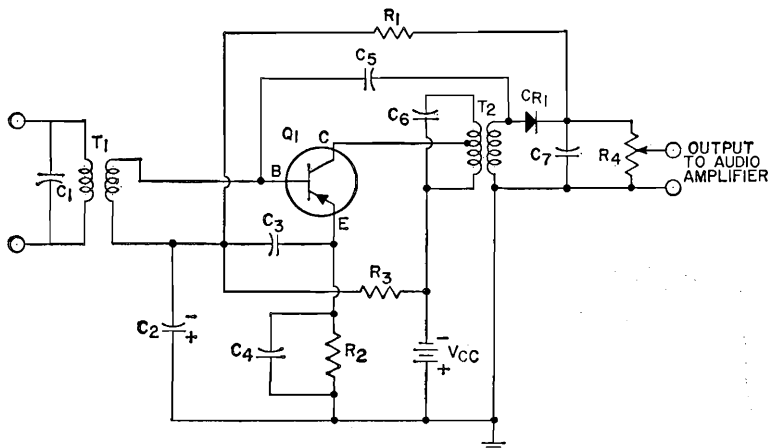 R1
C5
C6
T2
CR1
Q1
C
T1
B
C1
C7
R4
OUTPUT
TO AUDIO
AMPLIFIER
E
C3
R3
C2
-
+
C4
R2
-
VCC
+